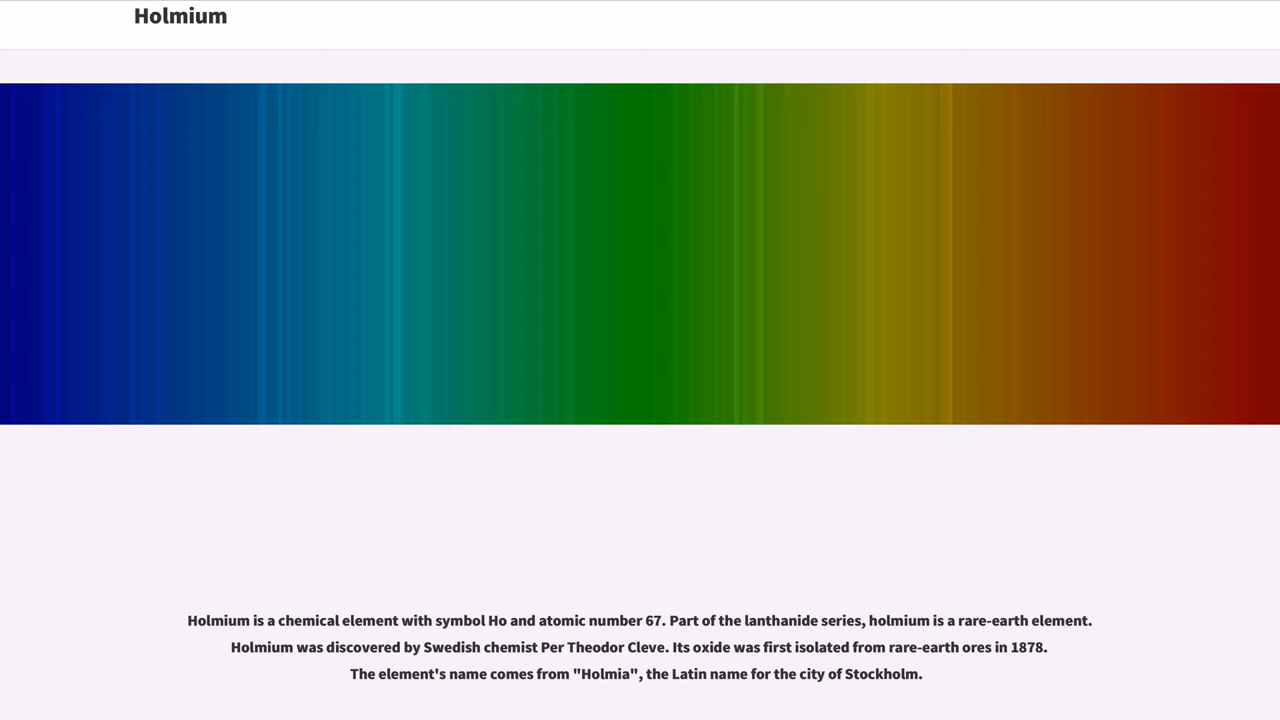 Holmium
Holmium is a chemical element with symbol Ho and atomic number 67. Part of the lanthanide series, holmium is a rare-earth element.
Holmium was discovered by Swedish chemist Per Theodor Cleve. Its oxide was first isolated from rare-earth ores in 1878.
The element's name comes from "Holmia", the Latin name for the city of Stockholm.